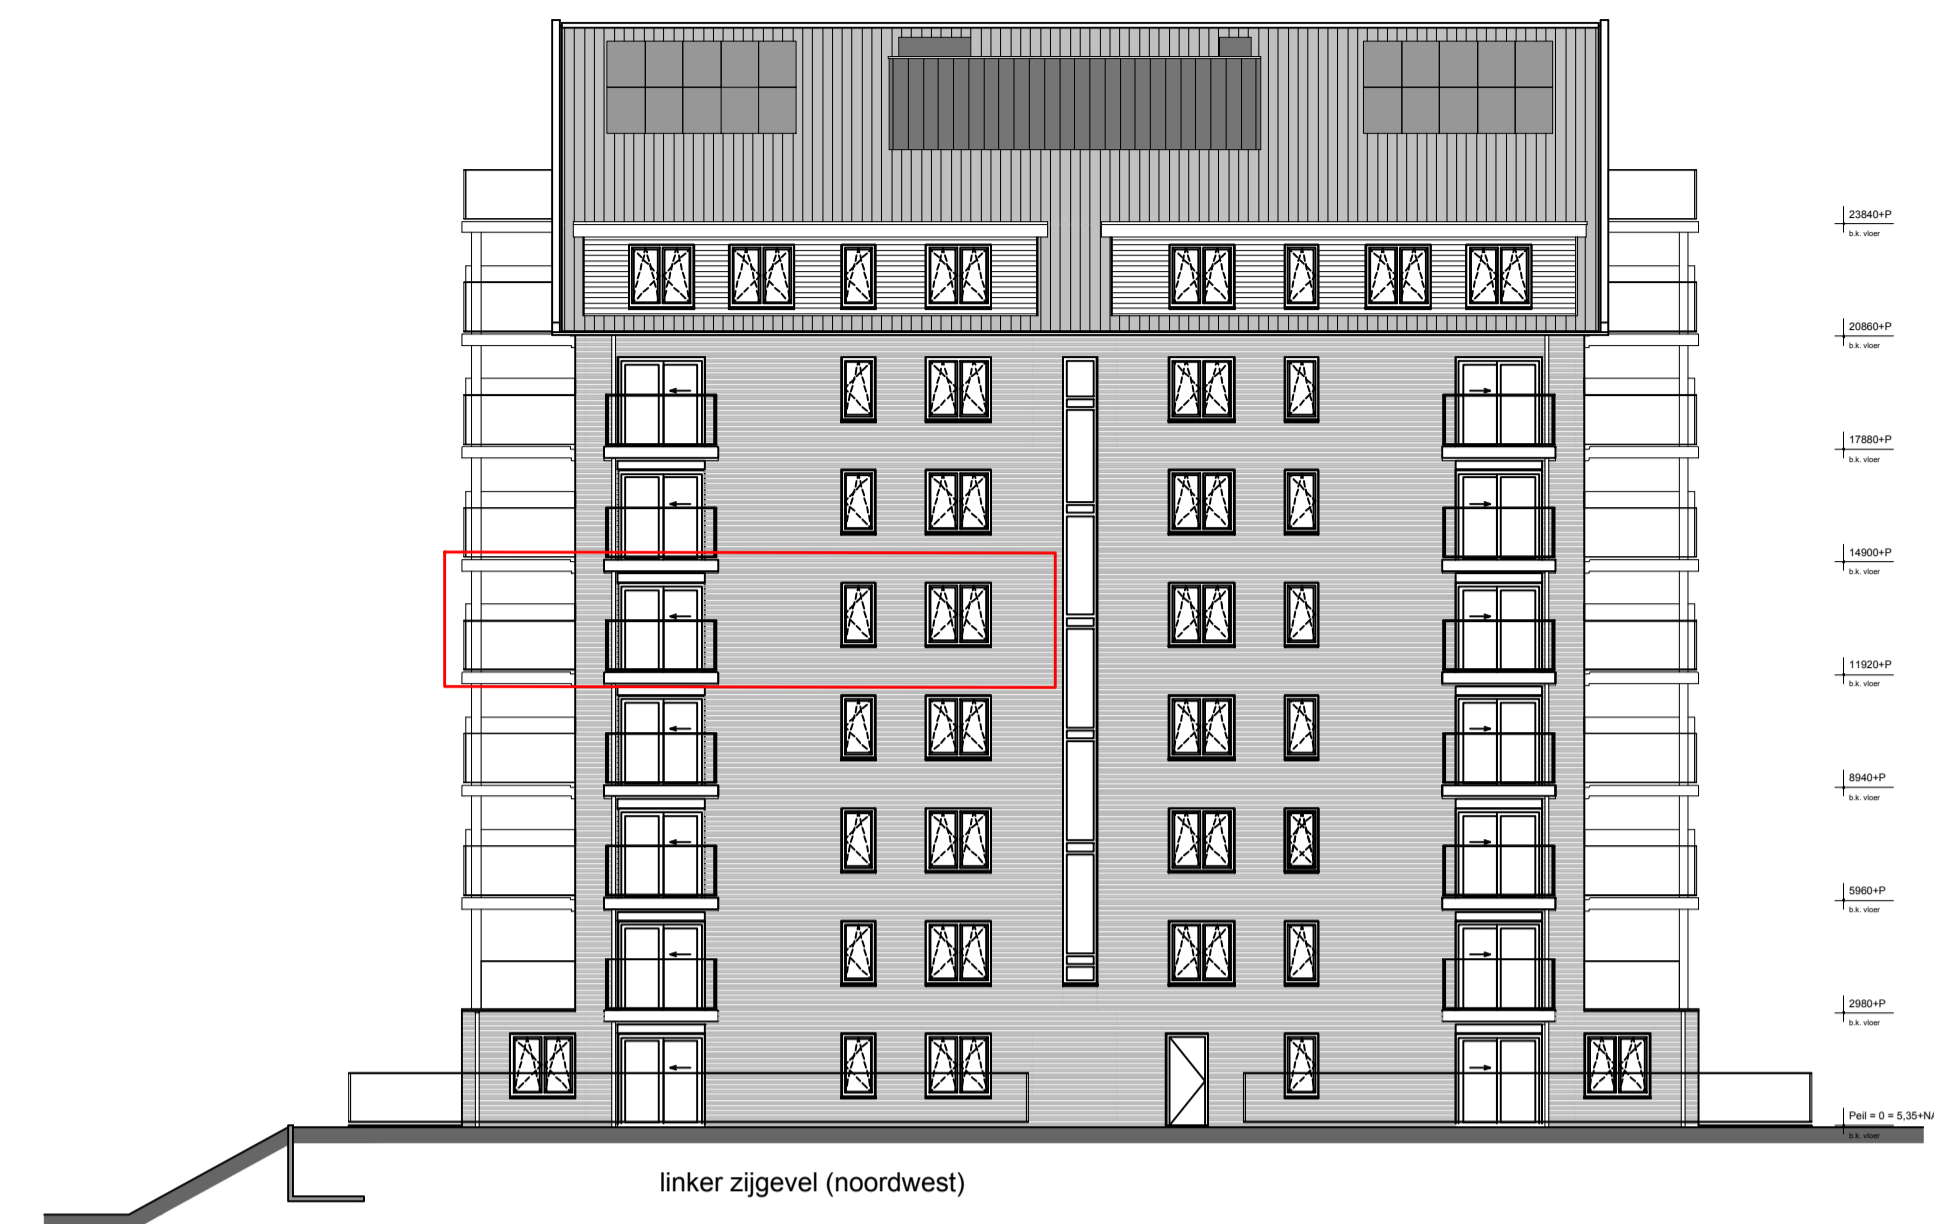 23840+P
b.k. vloer
20860+P
b.k. vloer
17880+P
b.k. vloer
14900+P
b.k. vloer
11920+P
b.k. vloer
8940+P
b.k. vloer
5960+P
b.k. vloer
2980+P
b.k. vloer
Peil = 0 = 5,35+NA
b.k. vloer
linker zijgevel (noordwest)